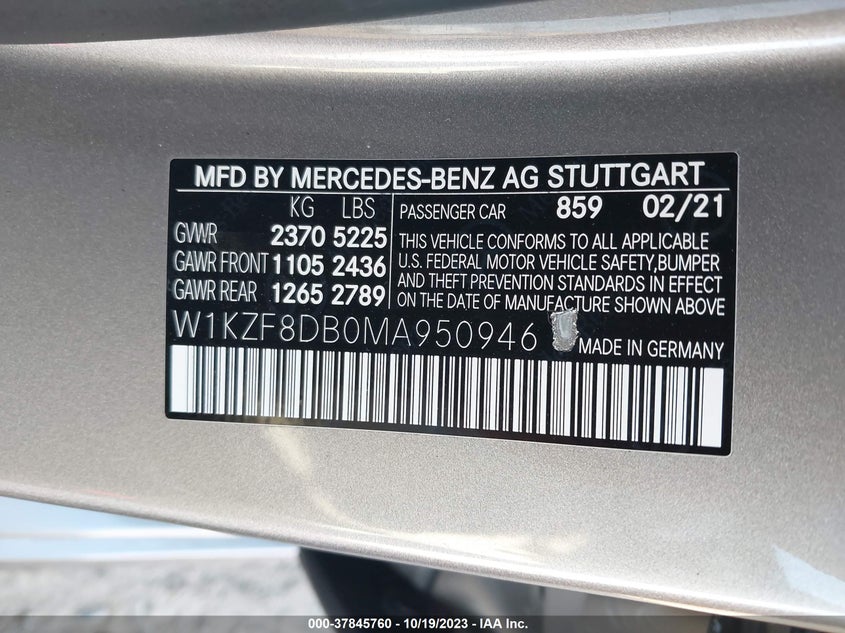 MFD BY MERCEDES-BENZ AG STUTTGART
KG LBS
GVWR 2370 5225
GAWR FRONT 1105 2436
GAWR REAR 1265 2789
PASSENGER CAR 859 02/21
THIS VEHICLE CONFORMS TO ALL APPLICABLE
U.S. FEDERAL MOTOR VEHICLE SAFETY,BUMPER
AND THEFT PREVENTION STANDARDS IN EFFECT
ON THE DATE OF MANUFACTURE SHOWN ABOVE
W1KZF8DB0MA950946
MADE IN GERMANY
000-37845760 - 10/19/2023 - IAA Inc.